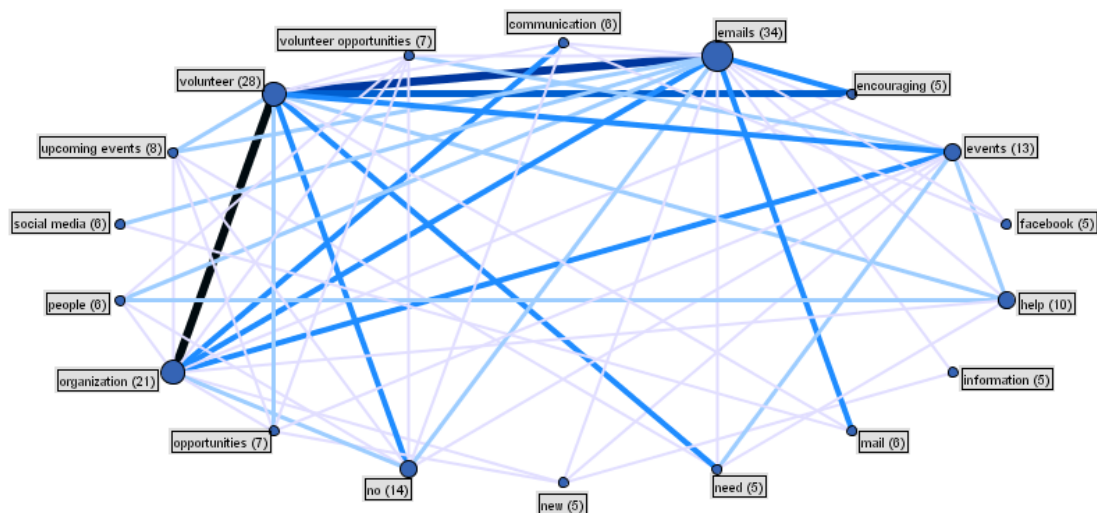 communication (6)
emails (34)
volunteer opportunities (7)
volunteer (28)
encouraging (5)
upcoming events (8)
events (13)
social media (6)
facebook (5)
people (6)
help (10)
organization (21)
information (5)
opportunities (7)
mail (6)
no (14)
need (5)
new (5)